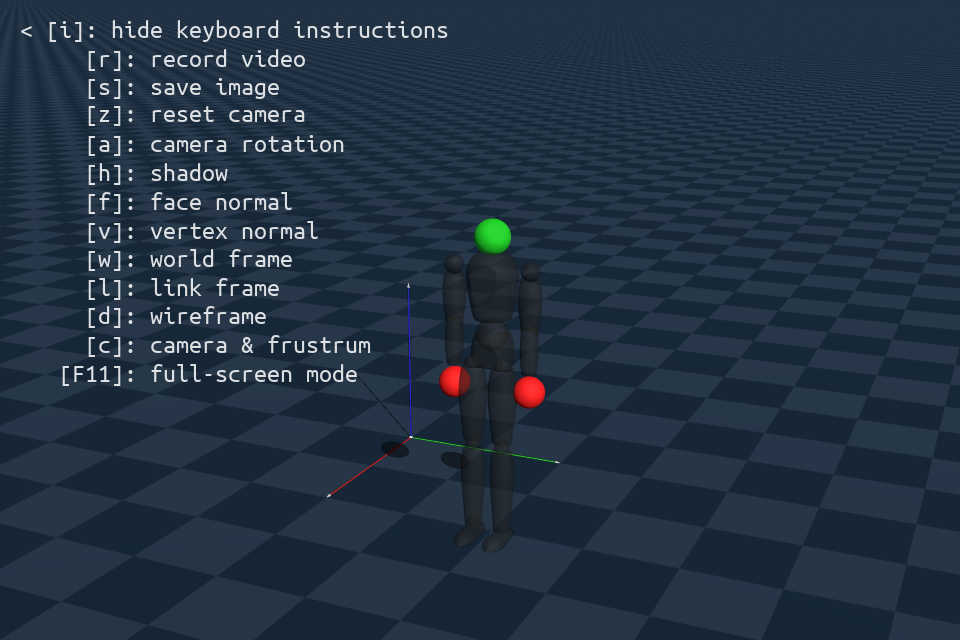 < [i]: hide keyboard instructions
[r]: record video
[s]: save image
[z]: reset camera
[a]: camera rotation
[h]: shadow
[f]: face normal
[v]: vertex normal
[w]: world frame
[l]: link frame
[d]: wireframe
[c]: camera & frustrum
[F11]: full-screen mode